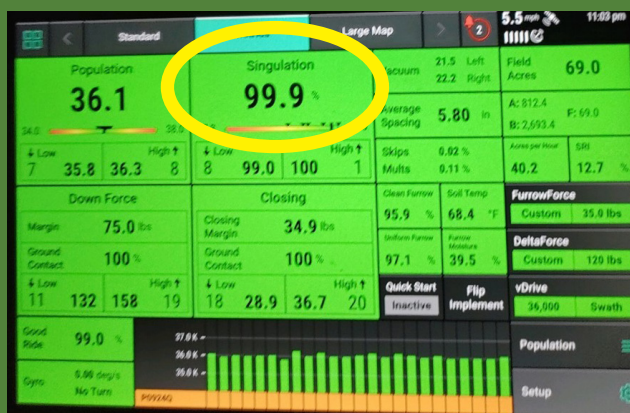 Standard
Large Map
2
5.5 mph
11:03 pm
Population
36.1
34.0
38.0
Low
High
7 35.8 36.3 8
Singulation
99.9 %
Low
High
8 99.0 100 1
Vacuum
21.5 Left
22.2 Right
Average Spacing
5.80 in
Skips 0.02 %
Mults 0.11 %
Field Acres
69.0
A: 812.4
B: 2,693.4
F: 69.0
Acres per Hour
40.2
SRI
12.7 %
Down Force
Margin 75.0 lbs
Ground Contact
100 %
Low
High
11 132 158 19
Closing
Closing Margin
34.9 lbs
Ground Contact
100 %
Low
High
18 28.9 36.7 20
Clean Furrow
95.9 %
Soil Temp
68.4 °F
Uniform Furrow
97.1 %
Furrow Moisture
39.5 %
Quick Start
Inactive
Flip Implement
FurrowForce
Custom 35.0 lbs
DeltaForce
Custom 120 lbs
vDrive
36,000 Swath
Population
Setup
Good Ride
99.0 %
Gyro
0.00 deg/s
No Turn
37.0 K
36.0 K
35.0 K
P0924Q